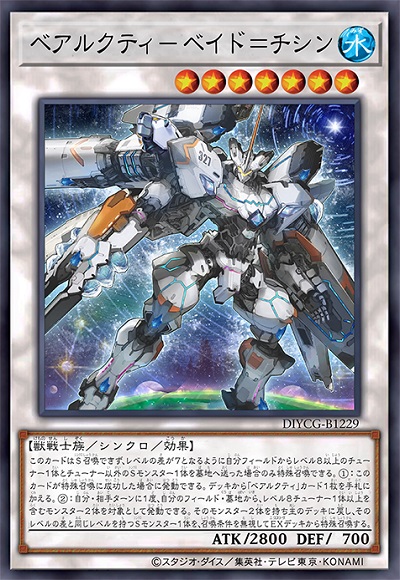 ベアルクティ－ベイド＝チシン
水
321
DIYCG-B1229
【獣戦士族／シンクロ／効果】
このカードはS召喚できず、レベルの差が7となるように自分フィールドからレベル8以上のチュー
ナー1体とチューナー以外のSモンスター1体を墓地へ送った場合のみ特殊召喚できる。①：この
カードが特殊召喚に成功した場合に発動できる。デッキから「ベアルクティ」カード1枚を手札に
加える。②：自分・相手ターンに1度、自分のフィールド・墓地から、レベル8チューナー1体以上を
含むモンスター2体を対象として発動できる。そのモンスター2体を持ち主のデッキに戻し、その
レベルの差と同じレベルを持つSモンスター1体を、召喚条件を無視してEXデッキから特殊召喚する。
ATK/2800 DEF/ 700
©スタジオ・ダイス／集英社・テレビ東京・KONAMI